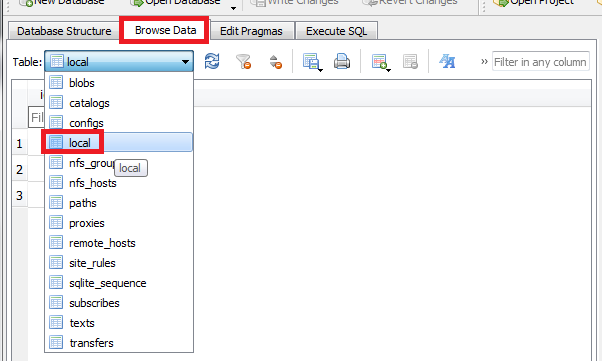 New Database Open Database Write Changes Revert Changes Open Project
Database Structure Browse Data Edit Pragmas Execute SQL
Table: local » Filter in any column
blobs
catalogs
configs
1 local
nfs_group
local
2
nfs_hosts
3
paths
proxies
remote_hosts
site_rules
sqlite_sequence
subscribes
texts
transfers